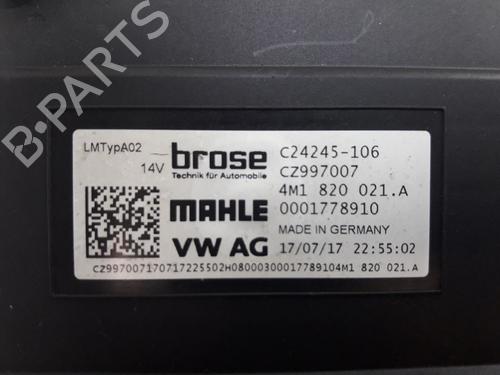 B-PARTS
LMTypA02
14V
brose
Technik für Automobile
C24245-106
CZ997007
4M1 820 021.A
MAHLE
0001778910
MADE IN GERMANY
VW AG
17/07/17 22:55:02
CZ997007170717225502H08000300017789104M1 820 021.A